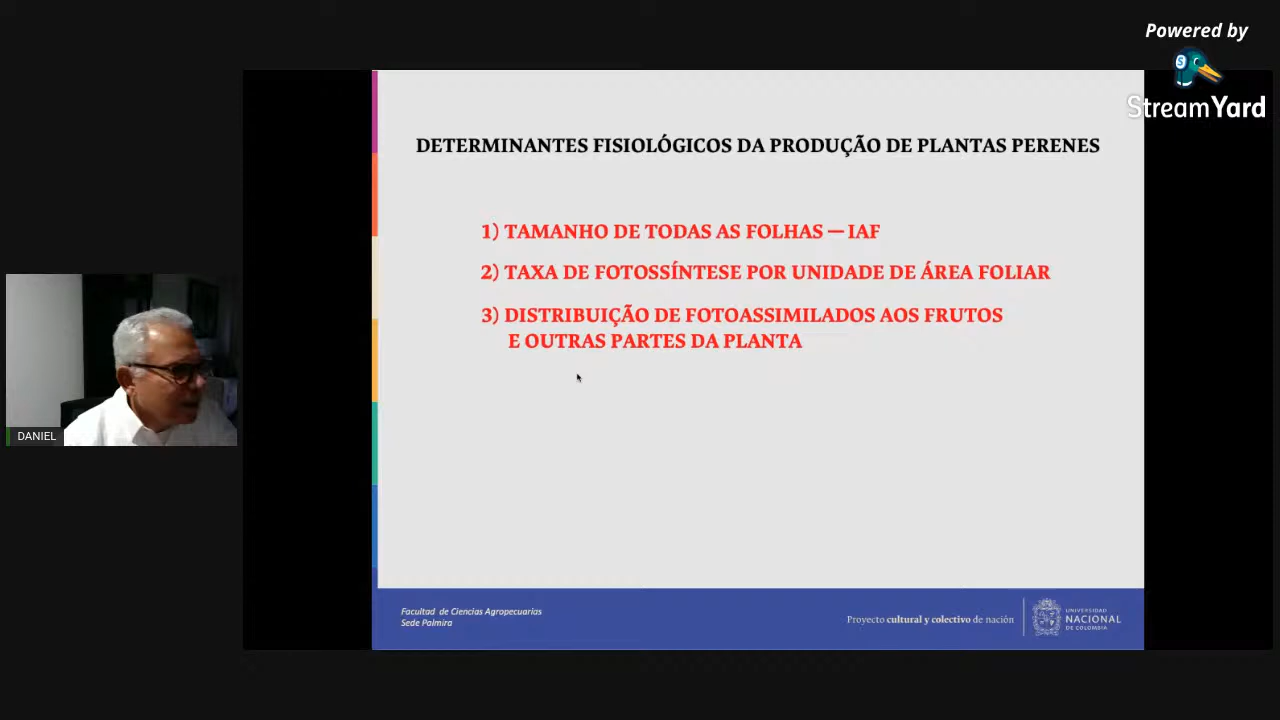 Powered by
StreamYard
DETERMINANTES FISIOLÓGICOS DA PRODUÇÃO DE PLANTAS PERENES
1) TAMANHO DE TODAS AS FOLHAS — IAF
2) TAXA DE FOTOSSÍNTESE POR UNIDADE DE ÁREA FOLIAR
3) DISTRIBUIÇÃO DE FOTOASSIMILADOS AOS FRUTOS
E OUTRAS PARTES DA PLANTA
DANIEL
Facultad de Ciencias Agropecuarias
Sede Palmira
Proyecto cultural y colectivo de nación
UNIVERSIDAD
NACIONAL
DE COLOMBIA